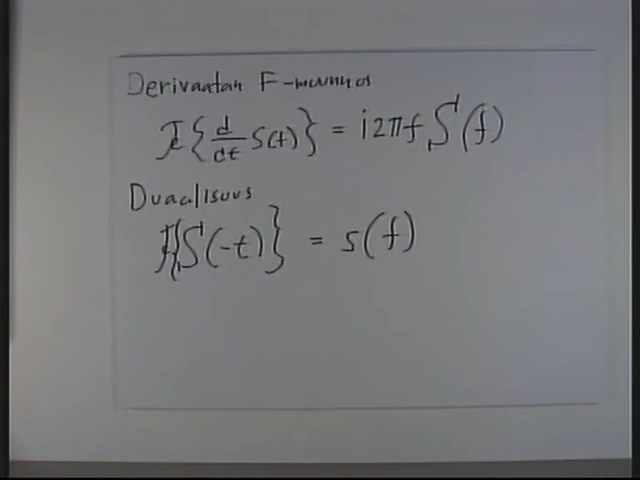 Derivaatan F-muunnos
F{d/dt s(t)} = i2πf S(f)
Duaalisuus
F{S(-t)} = s(f)